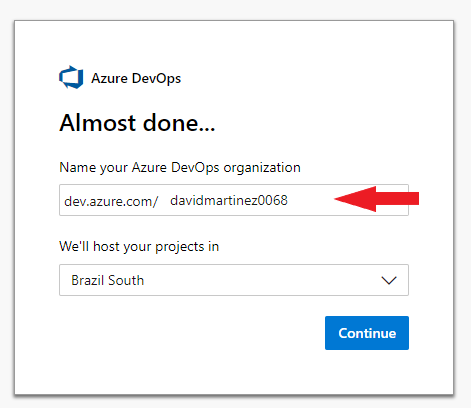 Azure DevOps
Almost done...
Name your Azure DevOps organization
dev.azure.com/ davidmartinez0068
We'll host your projects in
Brazil South
Continue